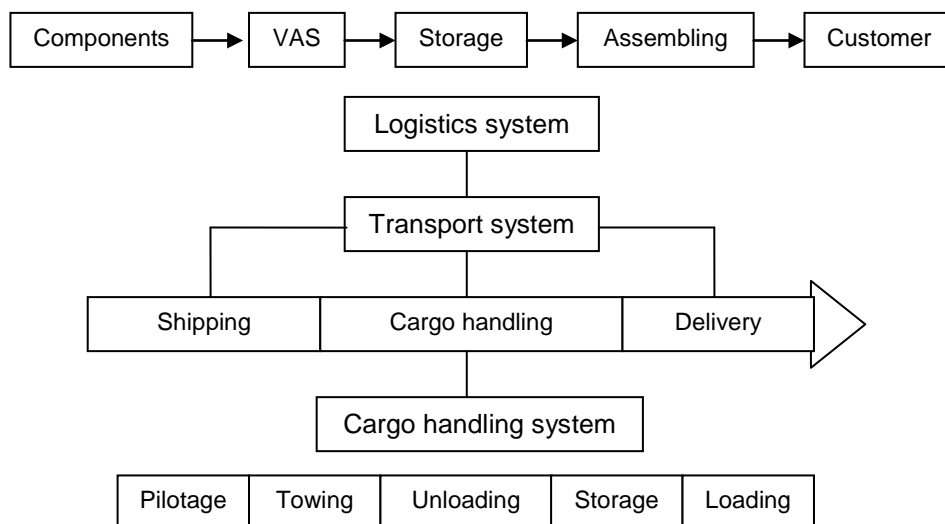 Components VAS Storage Assembling Customer
Logistics system
Transport system
Shipping Cargo handling Delivery
Cargo handling system
Pilotage Towing Unloading Storage Loading